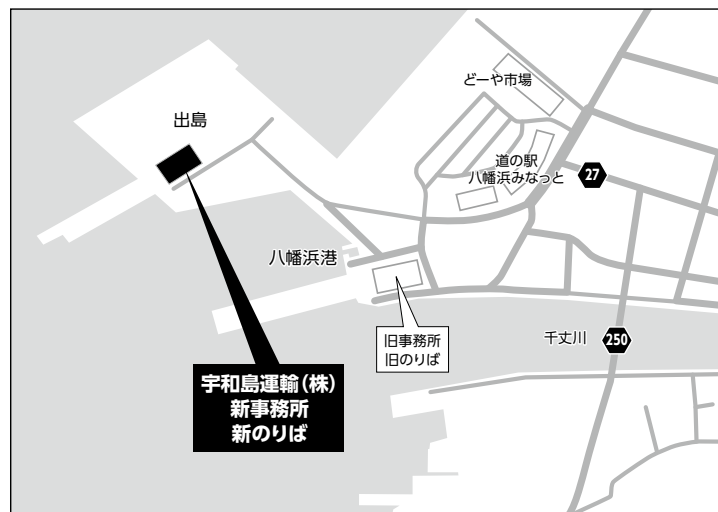 どーや市場
出島
道の駅
八幡浜みなっと
27
八幡浜港
旧事務所
旧のりば
千丈川
250
宇和島運輸(株)
新事務所
新のりば